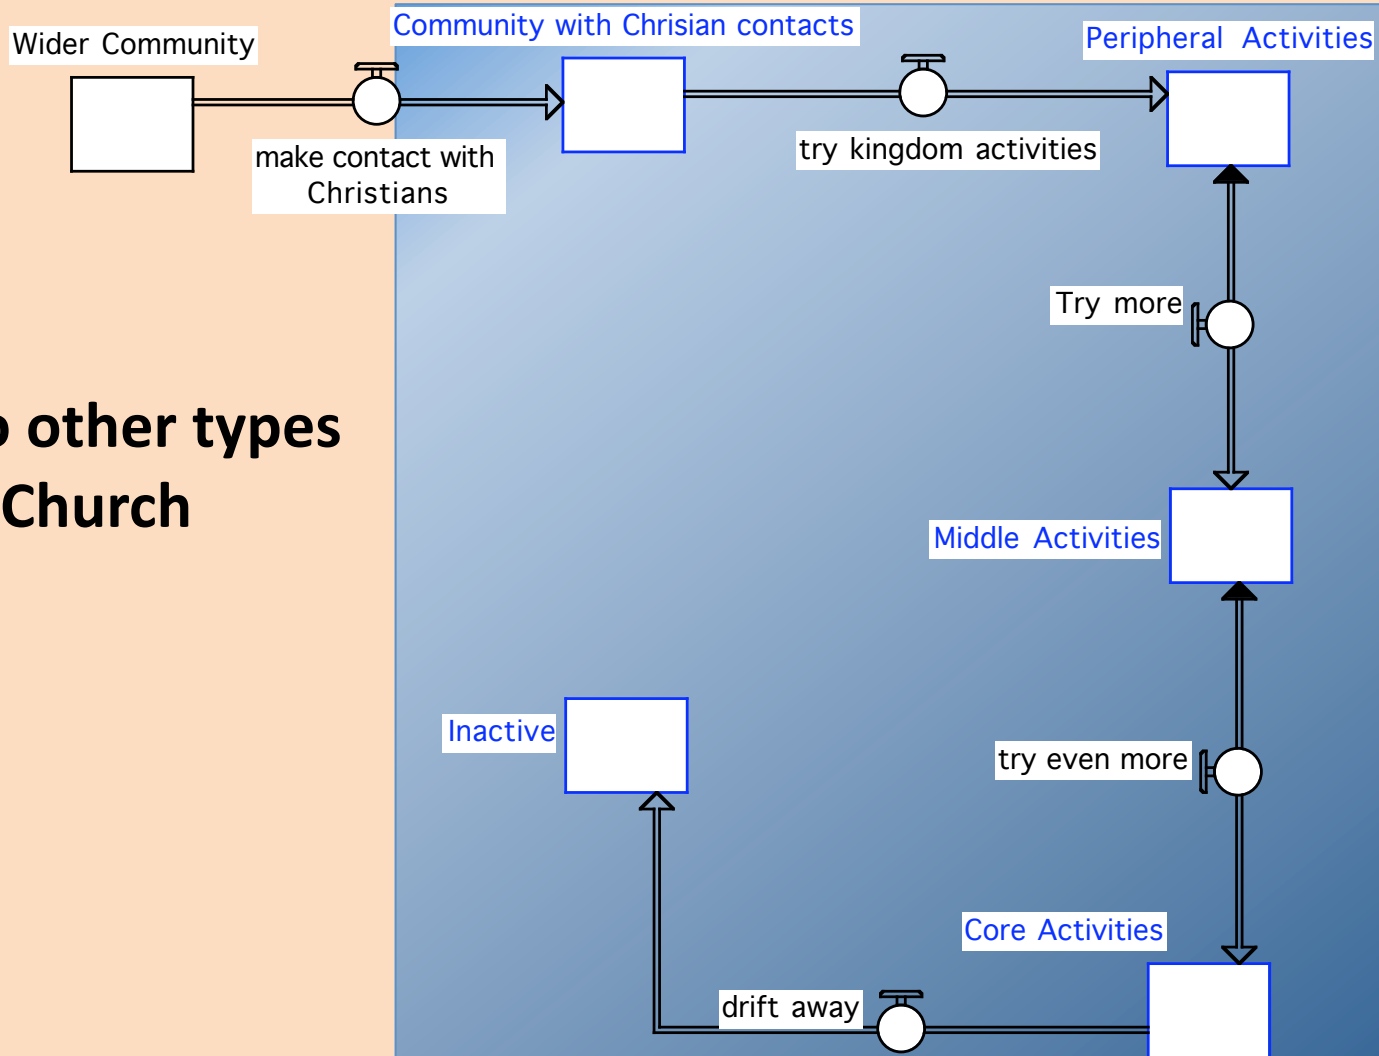 Wider Community
Community with Chrisian contacts
Peripheral Activities
make contact with
Christians
try kingdom activities
Try more
other types
Church
Middle Activities
Inactive
try even more
Core Activities
drift away